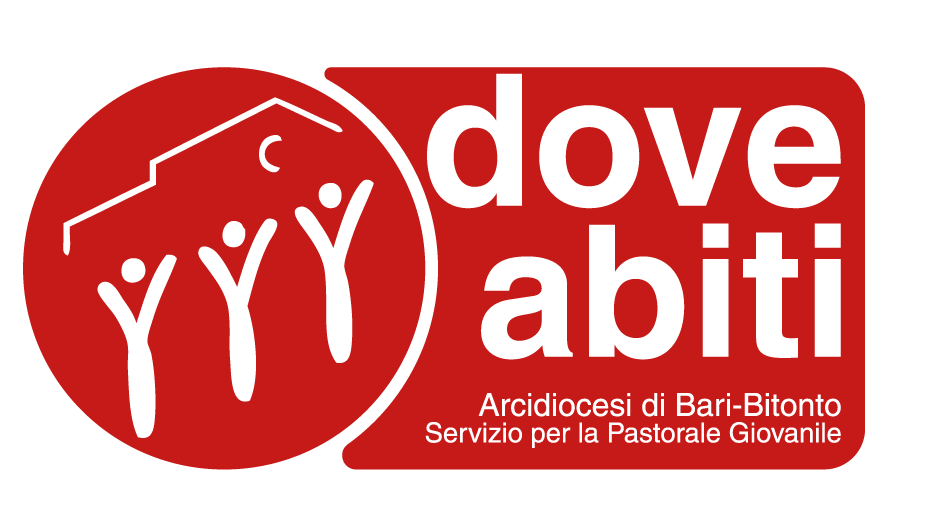 dove
abiti
Arcidiocesi di Bari-Bitonto
Servizio per la Pastorale Giovanile